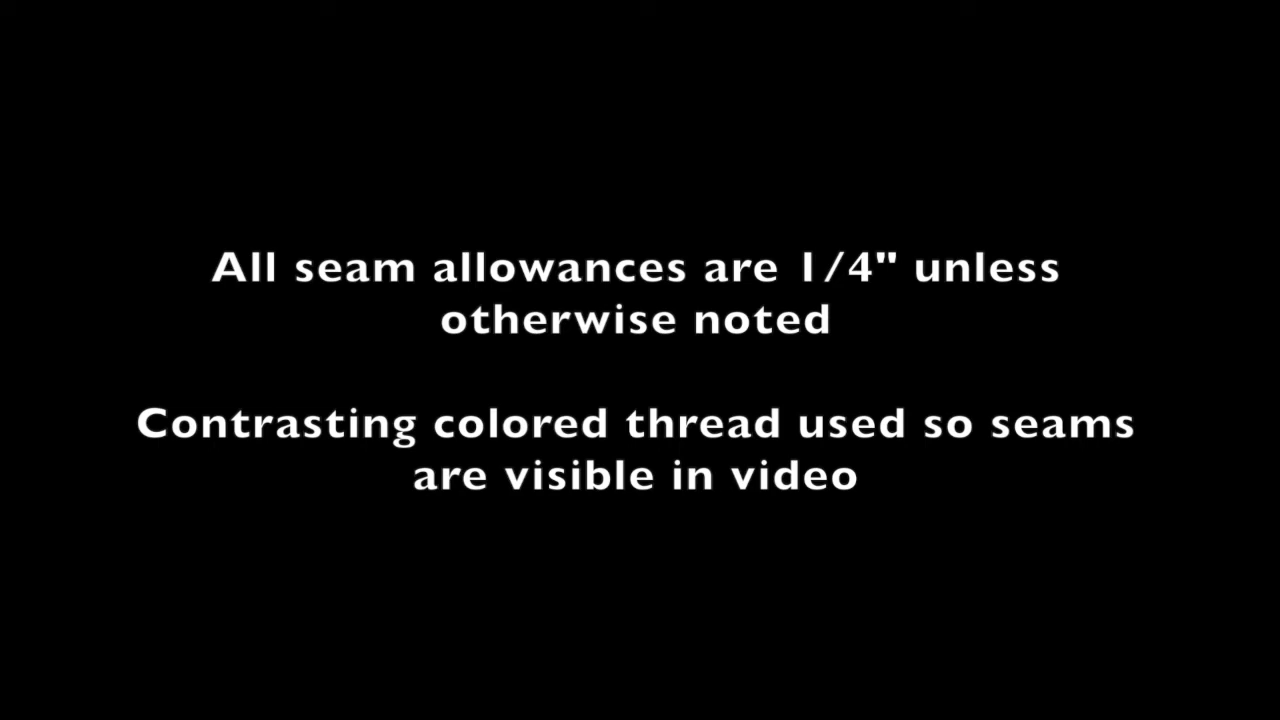 All seam allowances are 1/4" unless
otherwise noted
Contrasting colored thread used so seams
are visible in video